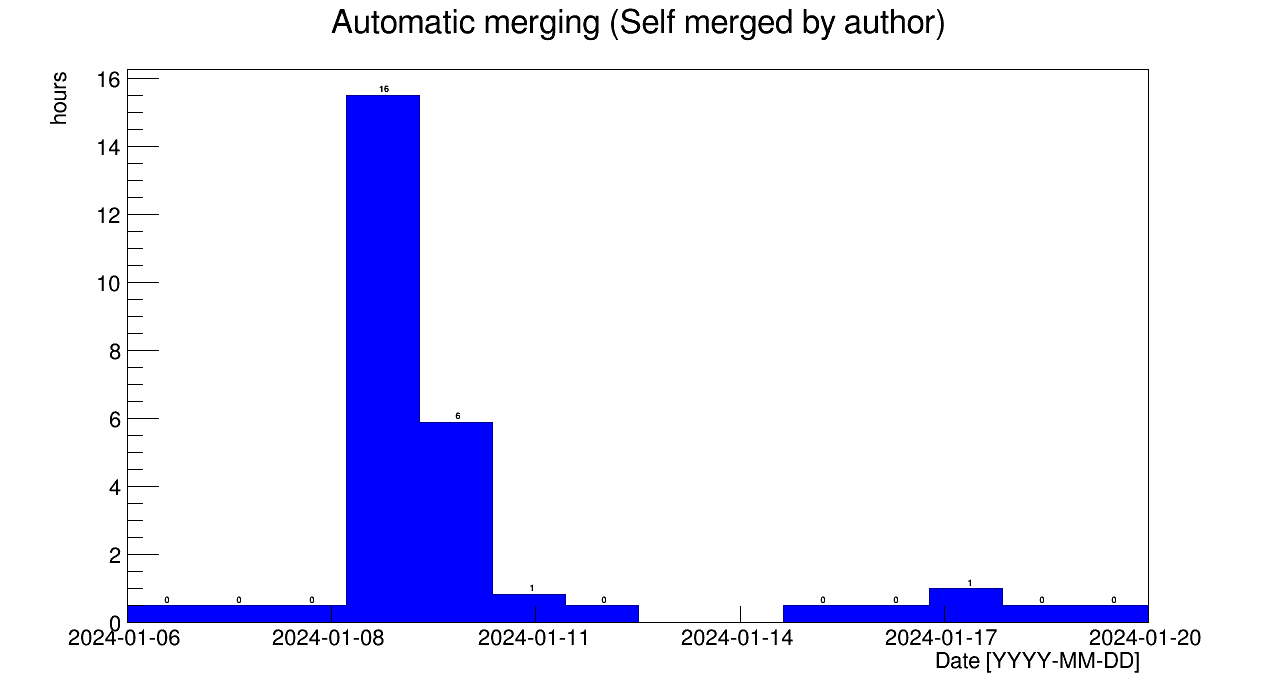 Automatic merging (Self merged by author)
hours
16
14
12
10
8
6
4
2
0
0 0 0 16 6 1 0 0 0 1 0 0
2024-01-06 2024-01-08 2024-01-11 2024-01-14 2024-01-17 2024-01-20
Date [YYYY-MM-DD]